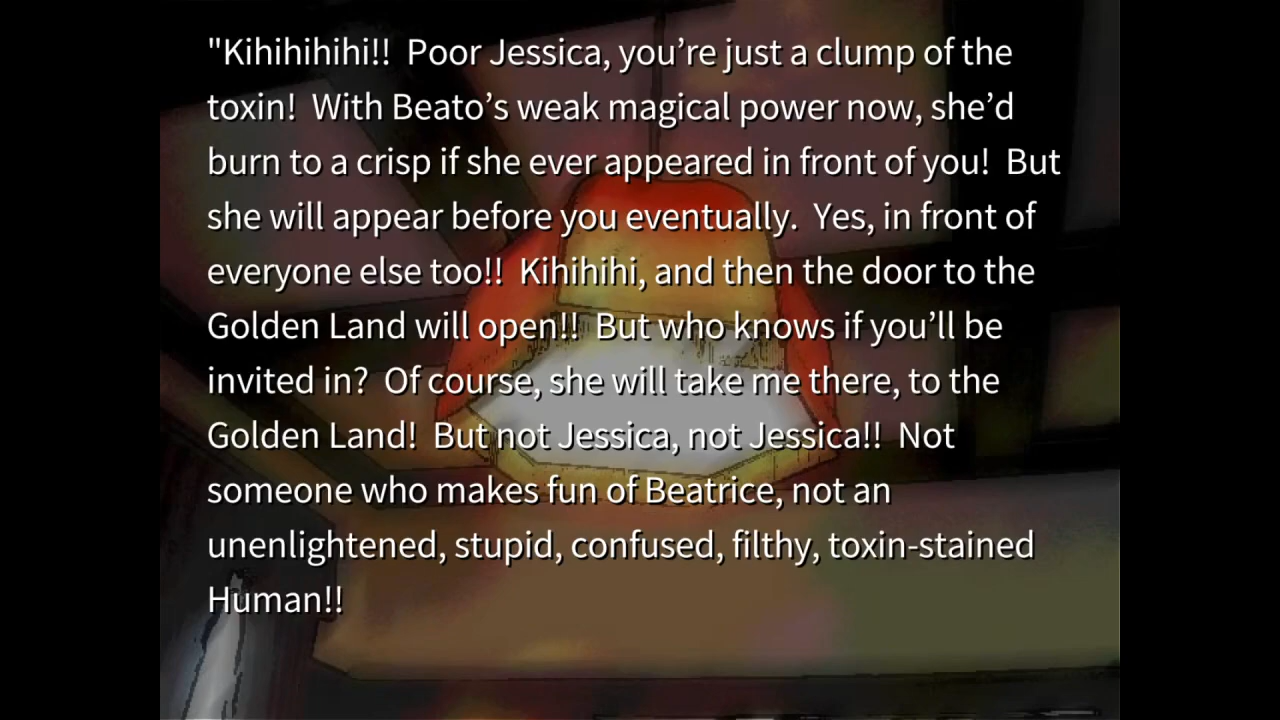 "Kihihihihi!!  Poor Jessica, you’re just a clump of the
toxin!  With Beato’s weak magical power now, she’d
burn to a crisp if she ever appeared in front of you!  But
she will appear before you eventually.  Yes, in front of
everyone else too!!  Kihihihi, and then the door to the
Golden Land will open!!  But who knows if you’ll be
invited in?  Of course, she will take me there, to the
Golden Land!  But not Jessica, not Jessica!!  Not
someone who makes fun of Beatrice, not an
unenlightened, stupid, confused, filthy, toxin-stained
Human!!